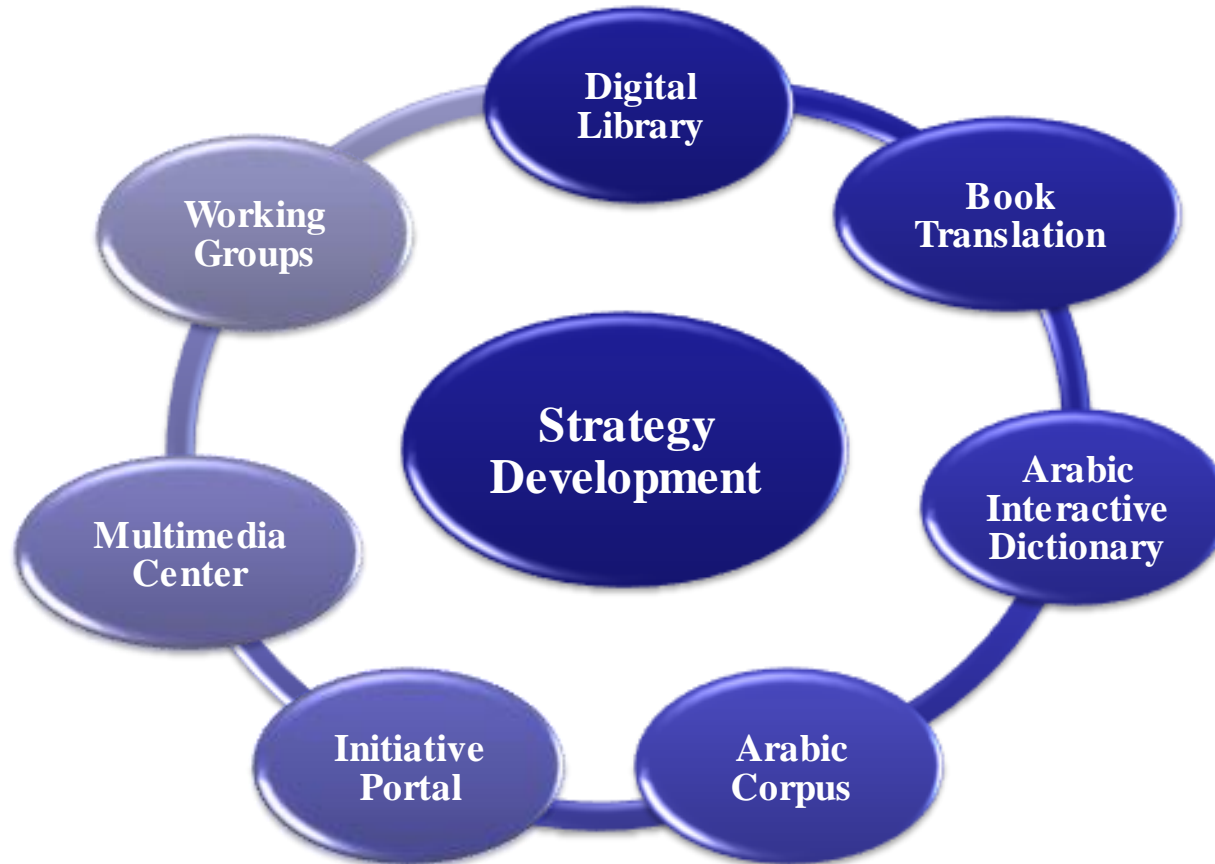 Digital
Library
Book
Translation
Arabic
Interactive
Dictionary
Arabic
Corpus
Initiative
Portal
Multimedia
Center
Working
Groups
Strategy
Development